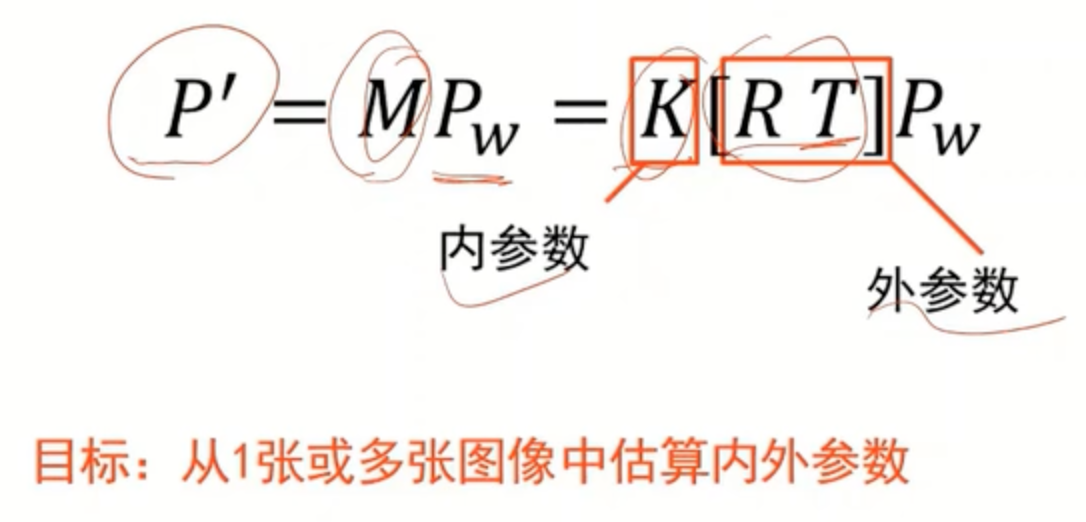 P′ = MP_w = K[R T]P_w
内参数
外参数
目标：从1张或多张图像中估算内外参数